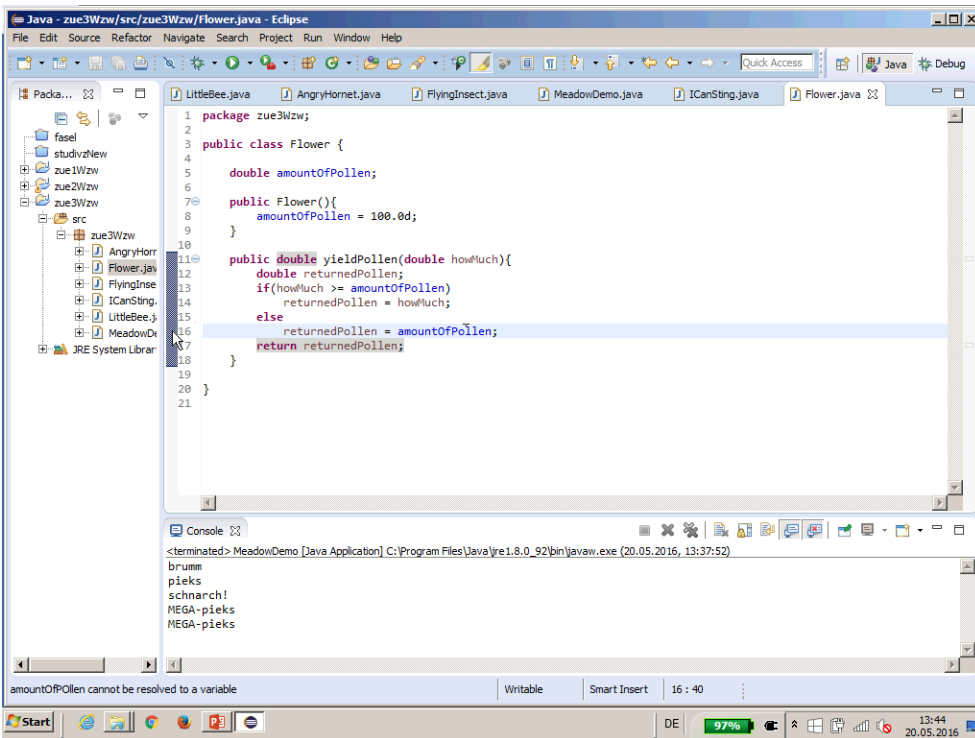 Java - zue3Wzw/src/zue3Wzw/Flower.java - Eclipse
File Edit Source Refactor Navigate Search Project Run Window Help
Quick Access Java Debug
Packa...
LittleBee.java AngryHornet.java FlyingInsect.java MeadowDemo.java ICanSting.java Flower.java
fasel
studivzNew
zue1Wzw
zue2Wzw
zue3Wzw
src
zue3Wzw
AngryHorr
Flower.jav
FlyingInse
ICanSting.
LittleBee.j
MeadowDe
JRE System Librar
1 package zue3Wzw;
2
3 public class Flower {
4
5 double amountOfPollen;
6
7 public Flower(){
8 amountOfPollen = 100.0d;
9 }
10
11 public double yieldPollen(double howMuch){
12 double returnedPollen;
13 if(howMuch >= amountOfPollen)
14 returnedPollen = howMuch;
15 else
16 returnedPollen = amountOfPollen;
17 return returnedPollen;
18 }
19
20 }
21
Console
<terminated> MeadowDemo [Java Application] C:\Program Files\Java\jre1.8.0_92\bin\javaw.exe (20.05.2016, 13:37:52)
brumm
pieks
schnarch!
MEGA-pieks
MEGA-pieks
amountOfPOllen cannot be resolved to a variable Writable Smart Insert 16 : 40
Start DE 97% 13:44
20.05.2016